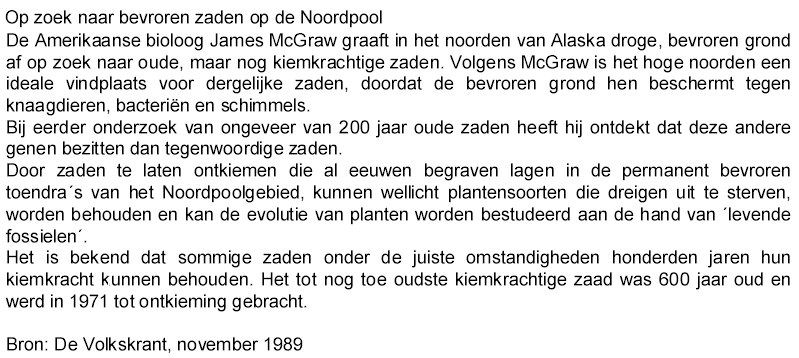 Op zoek naar bevroren zaden op de Noordpool
De Amerikaanse bioloog James McGraw graaft in het noorden van Alaska droge, bevroren grond
af op zoek naar oude, maar nog kiemkrachtige zaden. Volgens McGraw is het hoge noorden een
ideale vindplaats voor dergelijke zaden, doordat de bevroren grond hen beschermt tegen
knaagdieren, bacteriën en schimmels.
Bij eerder onderzoek van ongeveer van 200 jaar oude zaden heeft hij ontdekt dat deze andere
genen bezitten dan tegenwoordige zaden.
Door zaden te laten ontkiemen die al eeuwen begraven lagen in de permanent bevroren
toendra´s van het Noordpoolgebied, kunnen wellicht plantensoorten die dreigen uit te sterven,
worden behouden en kan de evolutie van planten worden bestudeerd aan de hand van ´levende
fossielen´.
Het is bekend dat sommige zaden onder de juiste omstandigheden honderden jaren hun
kiemkracht kunnen behouden. Het tot nog toe oudste kiemkrachtige zaad was 600 jaar oud en
werd in 1971 tot ontkieming gebracht.

Bron: De Volkskrant, november 1989